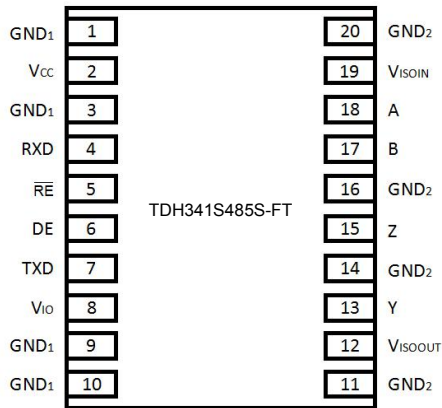 GND1 1 20 GND2
VCC 2 19 VISOIN
GND1 3 18 A
RXD 4 17 B
R̅E̅ 5 16 GND2
TDH341S485S-FT
DE 6 15 Z
TXD 7 14 GND2
VIO 8 13 Y
GND1 9 12 VISOOUT
GND1 10 11 GND2